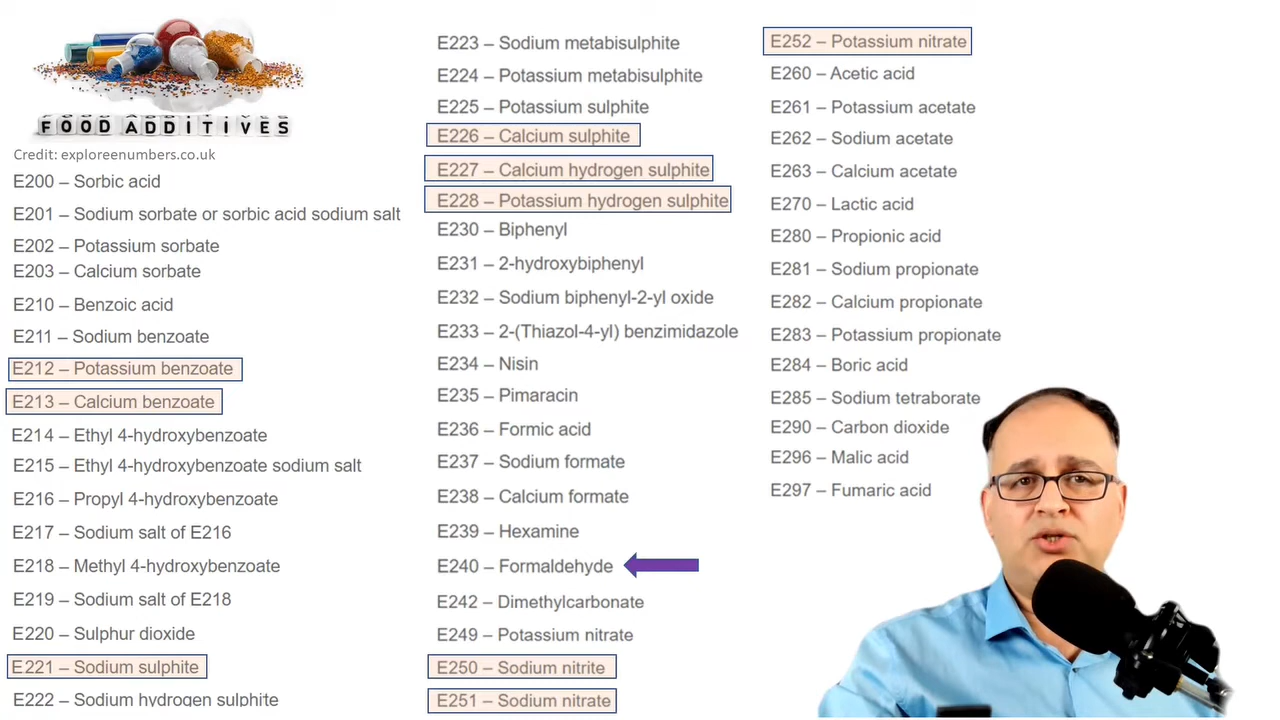 FOOD ADDITIVES
Credit: exploreenumbers.co.uk
E200 – Sorbic acid
E201 – Sodium sorbate or sorbic acid sodium salt
E202 – Potassium sorbate
E203 – Calcium sorbate
E210 – Benzoic acid
E211 – Sodium benzoate
E212 – Potassium benzoate
E213 – Calcium benzoate
E214 – Ethyl 4-hydroxybenzoate
E215 – Ethyl 4-hydroxybenzoate sodium salt
E216 – Propyl 4-hydroxybenzoate
E217 – Sodium salt of E216
E218 – Methyl 4-hydroxybenzoate
E219 – Sodium salt of E218
E220 – Sulphur dioxide
E221 – Sodium sulphite
E222 – Sodium hydrogen sulphite
E223 – Sodium metabisulphite
E224 – Potassium metabisulphite
E225 – Potassium sulphite
E226 – Calcium sulphite
E227 – Calcium hydrogen sulphite
E228 – Potassium hydrogen sulphite
E230 – Biphenyl
E231 – 2-hydroxybiphenyl
E232 – Sodium biphenyl-2-yl oxide
E233 – 2-(Thiazol-4-yl) benzimidazole
E234 – Nisin
E235 – Pimaracin
E236 – Formic acid
E237 – Sodium formate
E238 – Calcium formate
E239 – Hexamine
E240 – Formaldehyde
E242 – Dimethylcarbonate
E249 – Potassium nitrate
E250 – Sodium nitrite
E251 – Sodium nitrate
E252 – Potassium nitrate
E260 – Acetic acid
E261 – Potassium acetate
E262 – Sodium acetate
E263 – Calcium acetate
E270 – Lactic acid
E280 – Propionic acid
E281 – Sodium propionate
E282 – Calcium propionate
E283 – Potassium propionate
E284 – Boric acid
E285 – Sodium tetraborate
E290 – Carbon dioxide
E296 – Malic acid
E297 – Fumaric acid